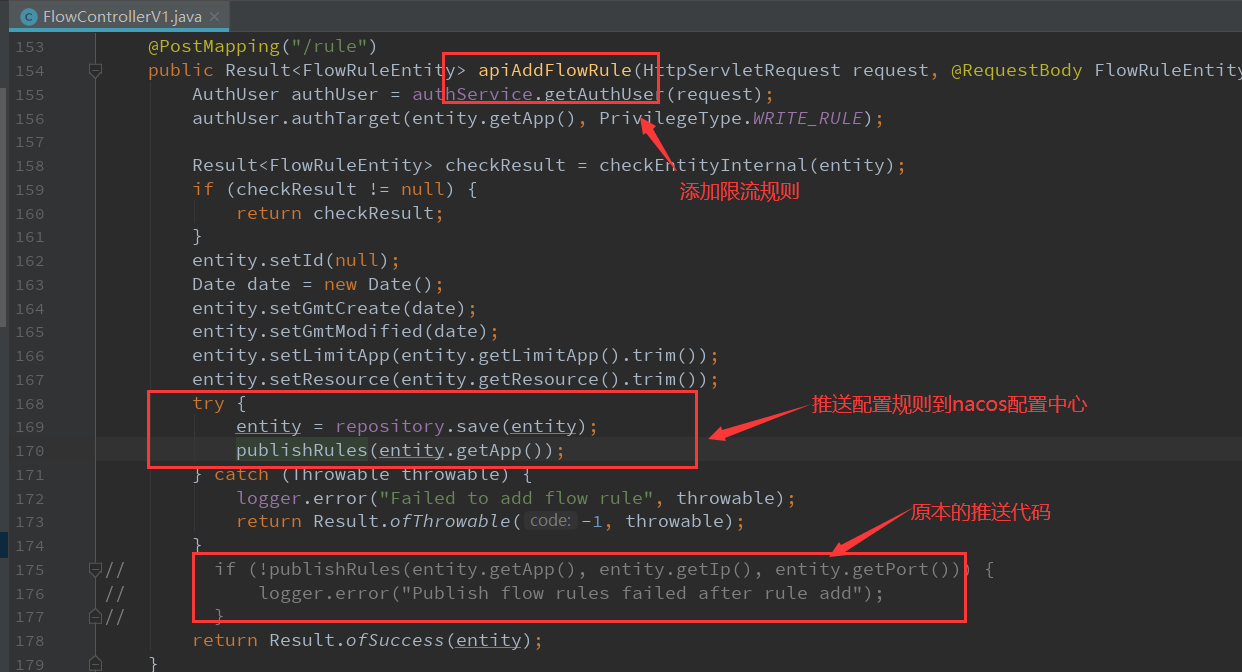 FlowControllerV1.java
153 @PostMapping("/rule")
154 public Result<FlowRuleEntity> apiAddFlowRule(HttpServletRequest request, @RequestBody FlowRuleEntity
155 AuthUser authUser = authService.getAuthUser(request);
156 authUser.authTarget(entity.getApp(), PrivilegeType.WRITE_RULE);
157
158 Result<FlowRuleEntity> checkResult = checkEntityInternal(entity);
159 if (checkResult != null) {
添加限流规则
160 return checkResult;
161 }
162 entity.setId(null);
163 Date date = new Date();
164 entity.setGmtCreate(date);
165 entity.setGmtModified(date);
166 entity.setLimitApp(entity.getLimitApp().trim());
167 entity.setResource(entity.getResource().trim());
168 try {
推送配置规则到nacos配置中心
169 entity = repository.save(entity);
170 publishRules(entity.getApp());
171 } catch (Throwable throwable) {
172 logger.error("Failed to add flow rule", throwable);
173 return Result.ofThrowable( code: -1, throwable);
原本的推送代码
174 }
175 // if (!publishRules(entity.getApp(), entity.getIp(), entity.getPort())) {
176 // logger.error("Publish flow rules failed after rule add");
177 // }
178 return Result.ofSuccess(entity);
179 }